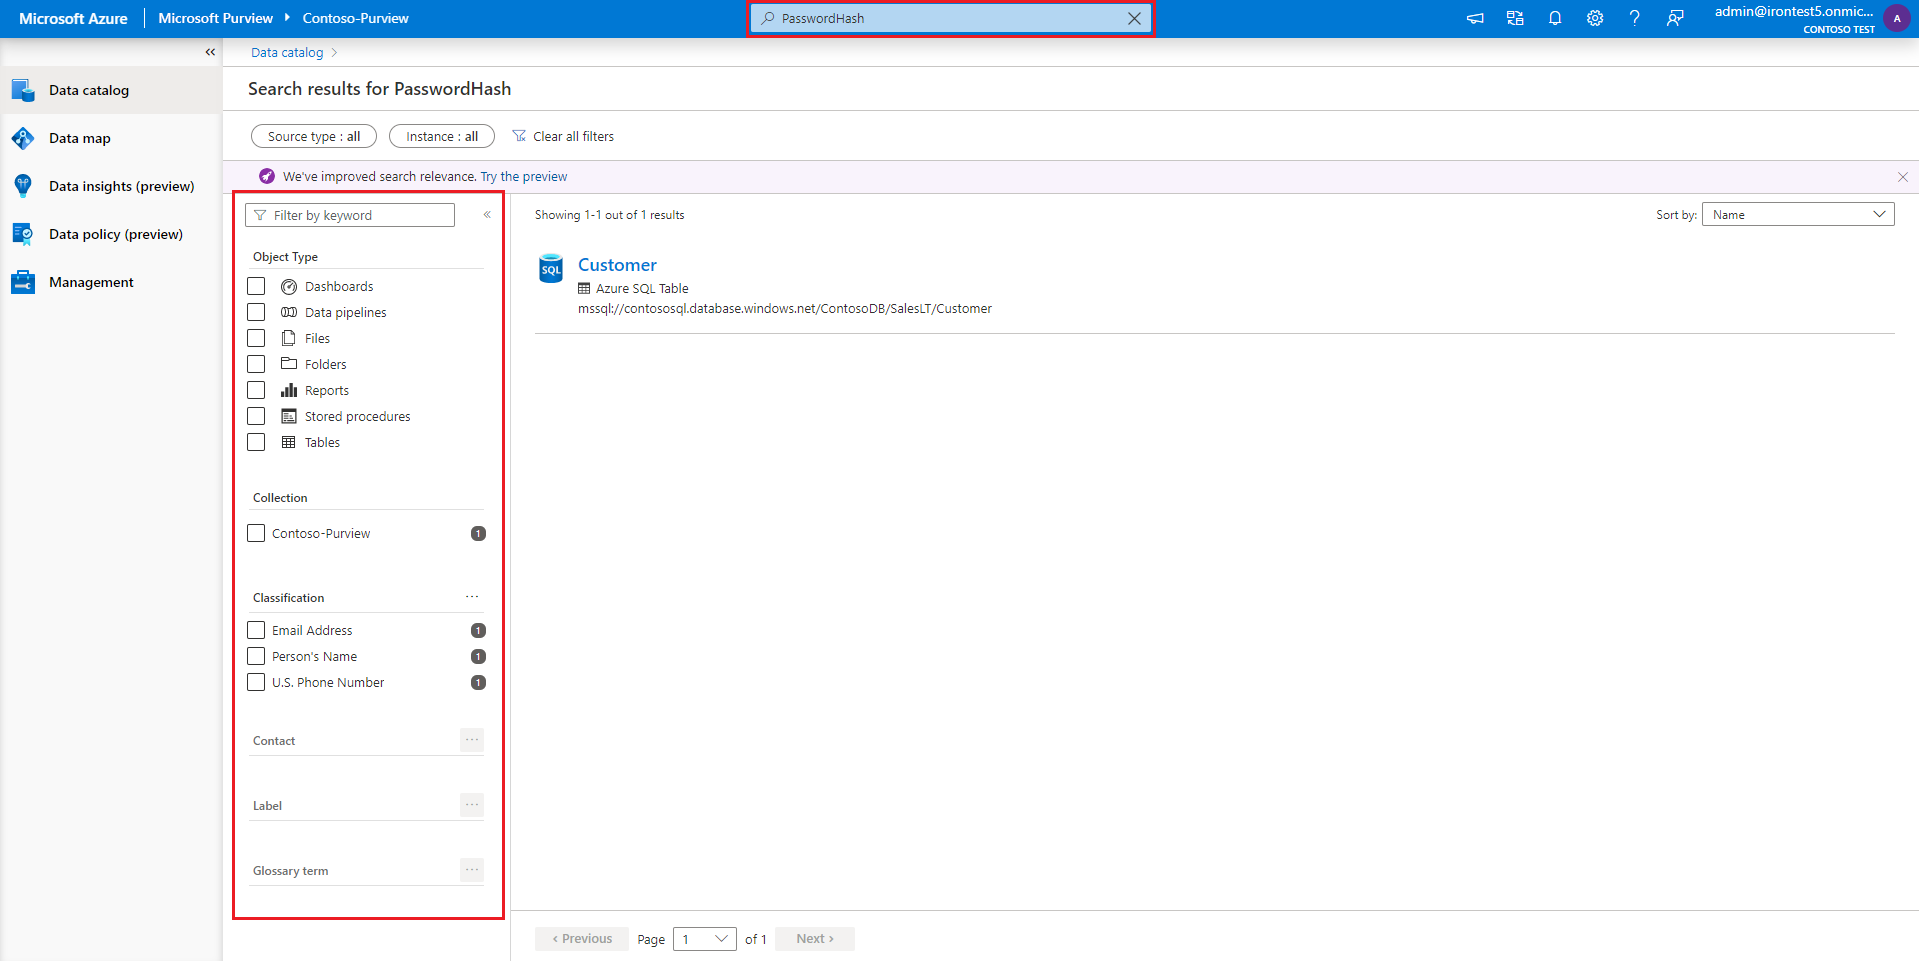 Microsoft Azure
Microsoft Purview
Contoso-Purview
PasswordHash
admin@irontest5.onmic...
CONTOSO TEST
A
Data catalog
Data map
Data insights (preview)
Data policy (preview)
Management
Data catalog
Search results for PasswordHash
Source type : all
Instance : all
Clear all filters
We've improved search relevance. Try the preview
Filter by keyword
Object Type
Dashboards
Data pipelines
Files
Folders
Reports
Stored procedures
Tables
Collection
Contoso-Purview 1
Classification ...
Email Address 1
Person's Name 1
U.S. Phone Number 1
Contact ...
Label ...
Glossary term ...
Showing 1-1 out of 1 results
Sort by: Name
SQL
Customer
Azure SQL Table
mssql://contososql.database.windows.net/ContosoDB/SalesLT/Customer
‹ Previous Page 1 of 1 Next ›